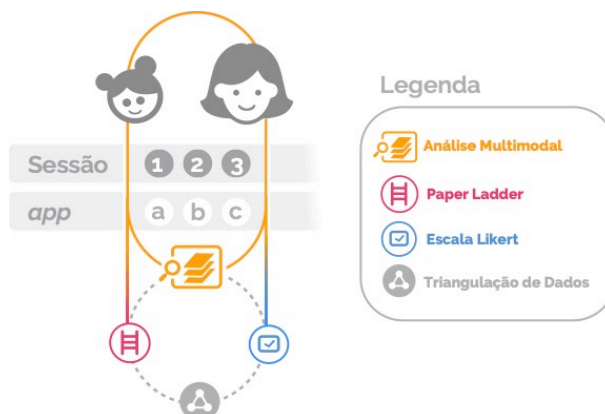 Sessão 1 2 3
app a b c
Legenda
Análise Multimodal
Paper Ladder
Escala Likert
Triangulação de Dados